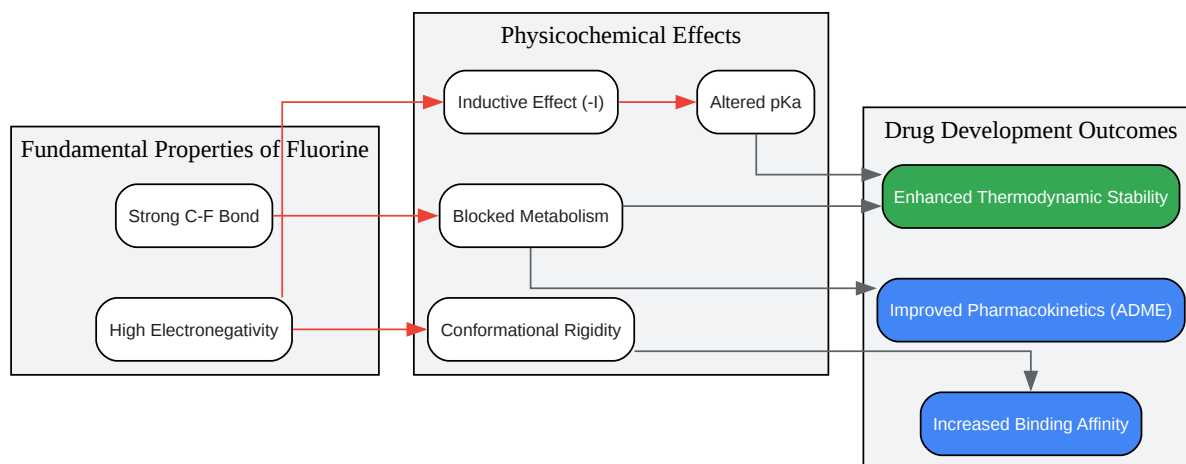 Fundamental Properties of Fluorine
Strong C-F Bond
High Electronegativity
Physicochemical Effects
Inductive Effect (-I)
Altered pKa
Blocked Metabolism
Conformational Rigidity
Drug Development Outcomes
Enhanced Thermodynamic Stability
Improved Pharmacokinetics (ADME)
Increased Binding Affinity